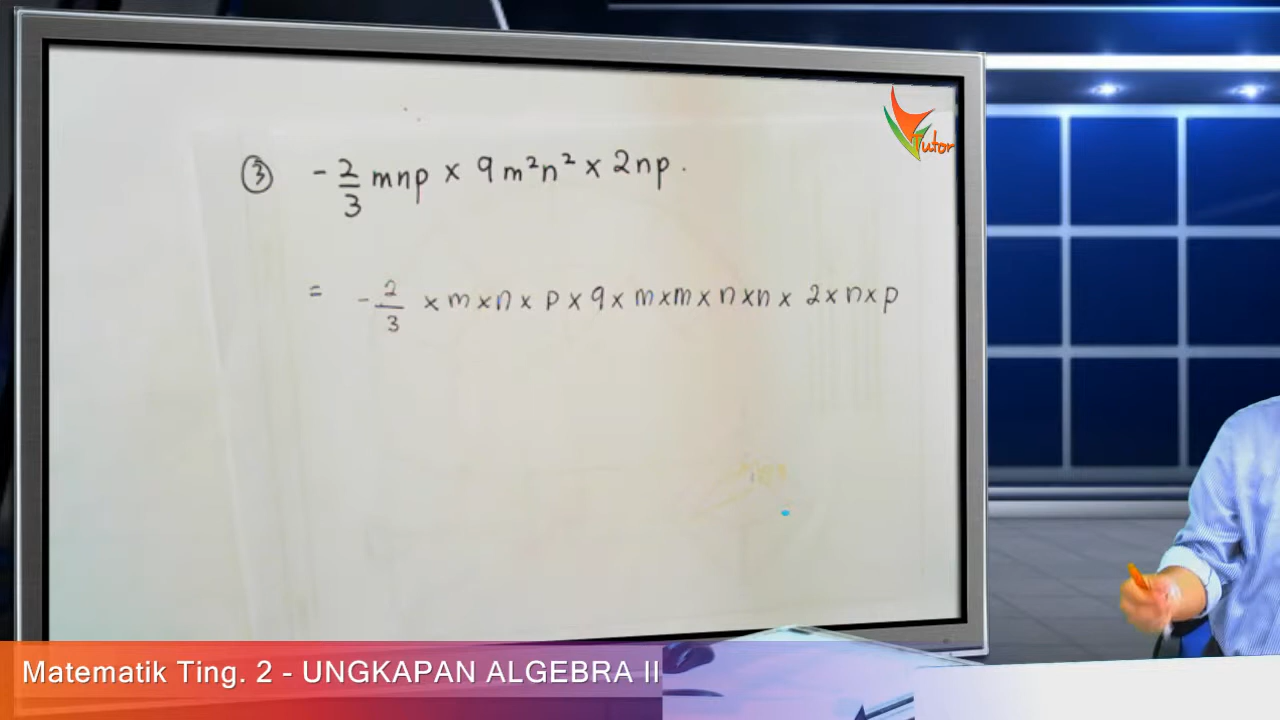 Tutor
③ - 2/3 mnp × 9m²n² × 2np.
= - 2/3 × m × n × p × 9 × m × m × n × n × 2 × n × p
Matematik Ting. 2 - UNGKAPAN ALGEBRA II